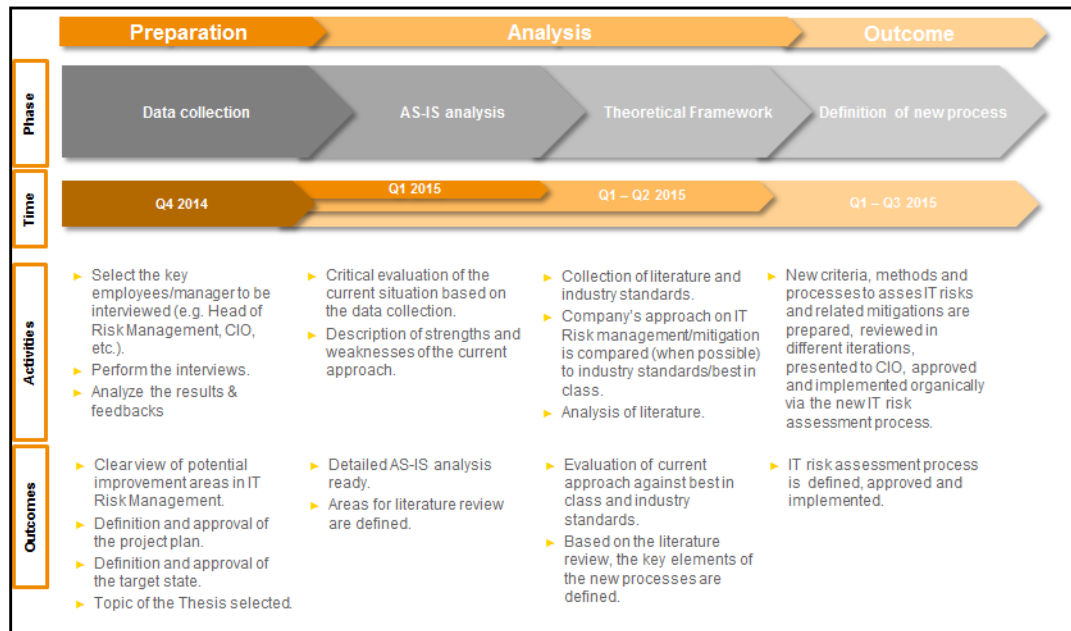 Preparation
Analysis
Outcome
Phase
Data collection
AS-IS analysis
Theoretical Framework
Definition of new process
Time
Q4 2014
Q1 2015
Q1 – Q2 2015
Q1 – Q3 2015
Activities
► Select the key
employees/manager to be
interviewed (e.g. Head of
Risk Management, CIO,
etc.).
► Perform the interviews.
► Analyze the results &
feedbacks
► Critical evaluation of the
current situation based on
the data collection.
► Description of strengths and
weaknesses of the current
approach.
► Collection of literature and
industry standards.
► Company's approach on IT
Risk management/mitigation
is compared (when possible)
to industry standards/best in
class.
► Analysis of literature.
► New criteria, methods and
processes to asses IT risks
and related mitigations are
prepared, reviewed in
different iterations,
presented to CIO, approved
and implemented organically
via the new IT risk
assessment process.
Outcomes
► Clear view of potential
improvement areas in IT
Risk Management.
► Definition and approval of
the project plan.
► Definition and approval of
the target state.
► Topic of the Thesis selected.
► Detailed AS-IS analysis
ready.
► Areas for literature review
are defined.
► Evaluation of current
approach against best in
class and industry
standards.
► Based on the literature
review, the key elements of
the new processes are
defined.
► IT risk assessment process
is defined, approved and
implemented.